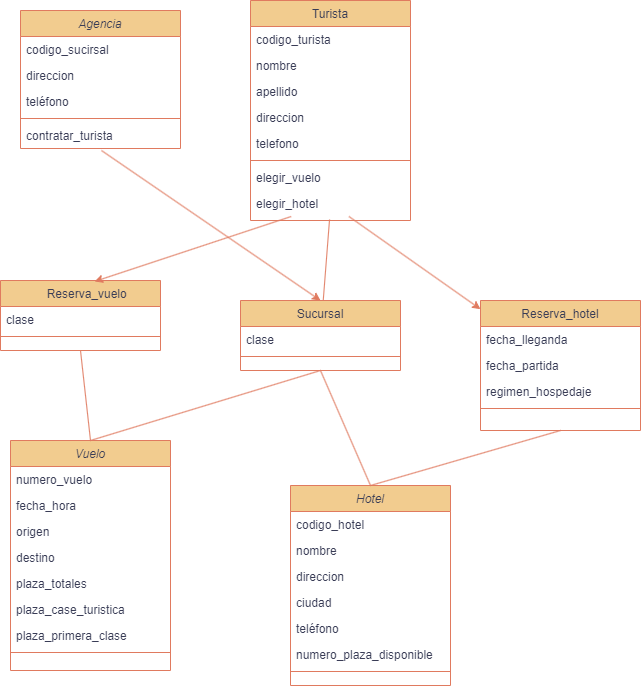 Agencia
codigo_sucirsal
direccion
teléfono
contratar_turista
Turista
codigo_turista
nombre
apellido
direccion
telefono
elegir_vuelo
elegir_hotel
Reserva_vuelo
clase
Sucursal
clase
Reserva_hotel
fecha_lleganda
fecha_partida
regimen_hospedaje
Vuelo
numero_vuelo
fecha_hora
origen
destino
plaza_totales
plaza_case_turistica
plaza_primera_clase
Hotel
codigo_hotel
nombre
direccion
ciudad
teléfono
numero_plaza_disponible